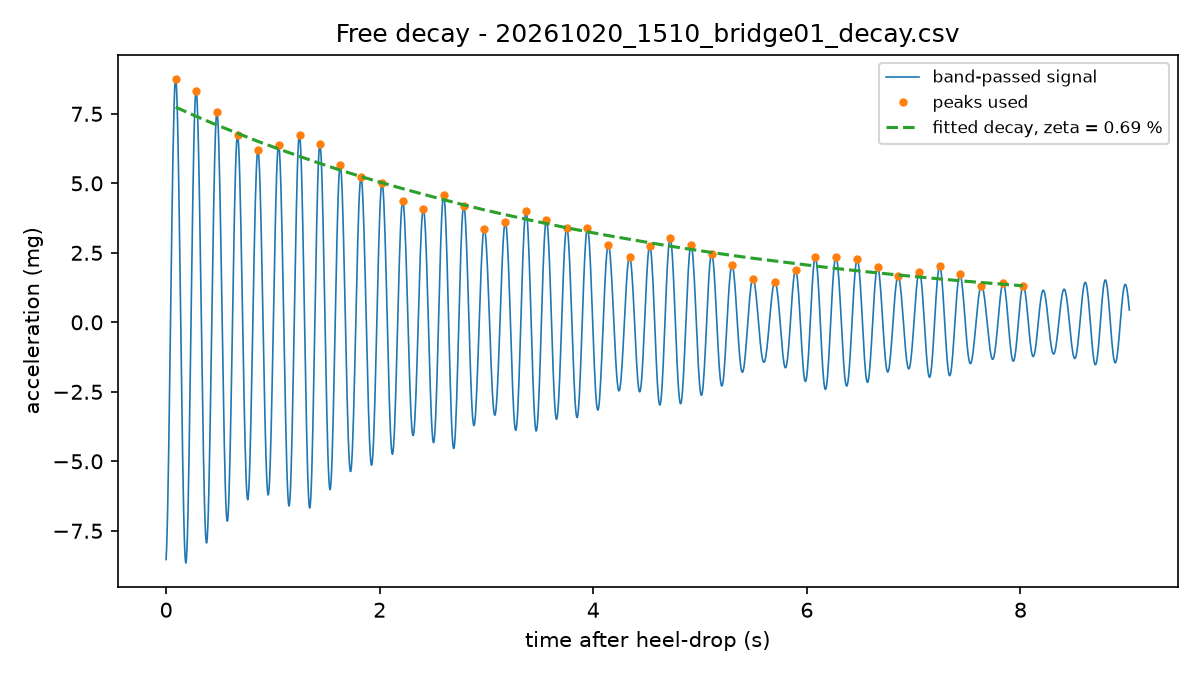 Free decay - 20261020_1510_bridge01_decay.csv
band-passed signal
peaks used
fitted decay, zeta = 0.69 %
acceleration (mg)
7.5
5.0
2.5
0.0
−2.5
−5.0
−7.5
0 2 4 6 8
time after heel-drop (s)